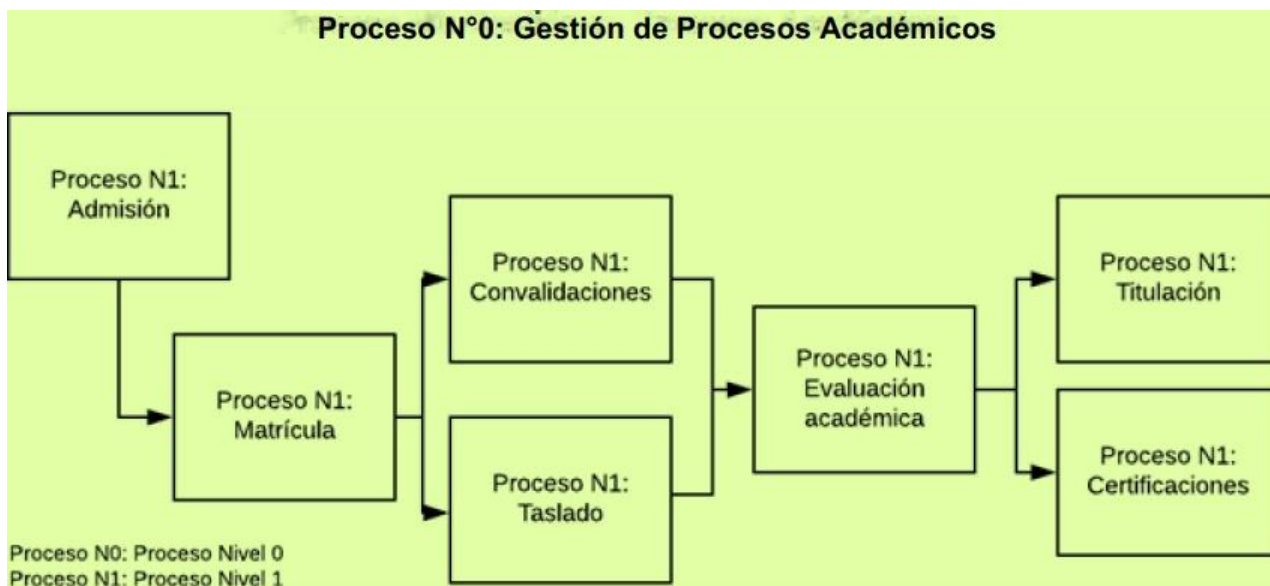 Proceso N°0: Gestión de Procesos Académicos
Proceso N1:
Admisión
Proceso N1:
Matrícula
Proceso N1:
Convalidaciones
Proceso N1:
Taslado
Proceso N1:
Evaluación
académica
Proceso N1:
Titulación
Proceso N1:
Certificaciones
Proceso N0: Proceso Nivel 0
Proceso N1: Proceso Nivel 1